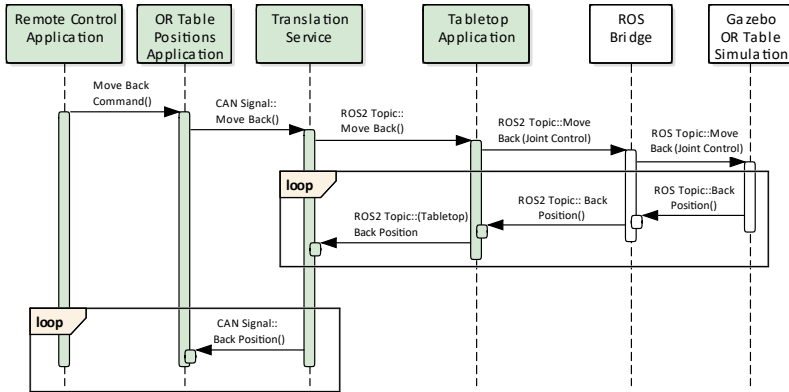 Remote Control
Application
OR Table
Positions
Application
Translation
Service
Tabletop
Application
ROS
Bridge
Gazebo
OR Table
Simulation
Move Back
Command()
CAN Signal::
Move Back()
ROS2 Topic::
Move Back()
ROS2 Topic::Move
Back (Joint Control)
ROS Topic::Move
Back (Joint Control)
loop
ROS Topic::Back
Position()
ROS2 Topic:: Back
Position()
ROS2 Topic::(Tabletop)
Back Position
loop
CAN Signal::
Back Position()